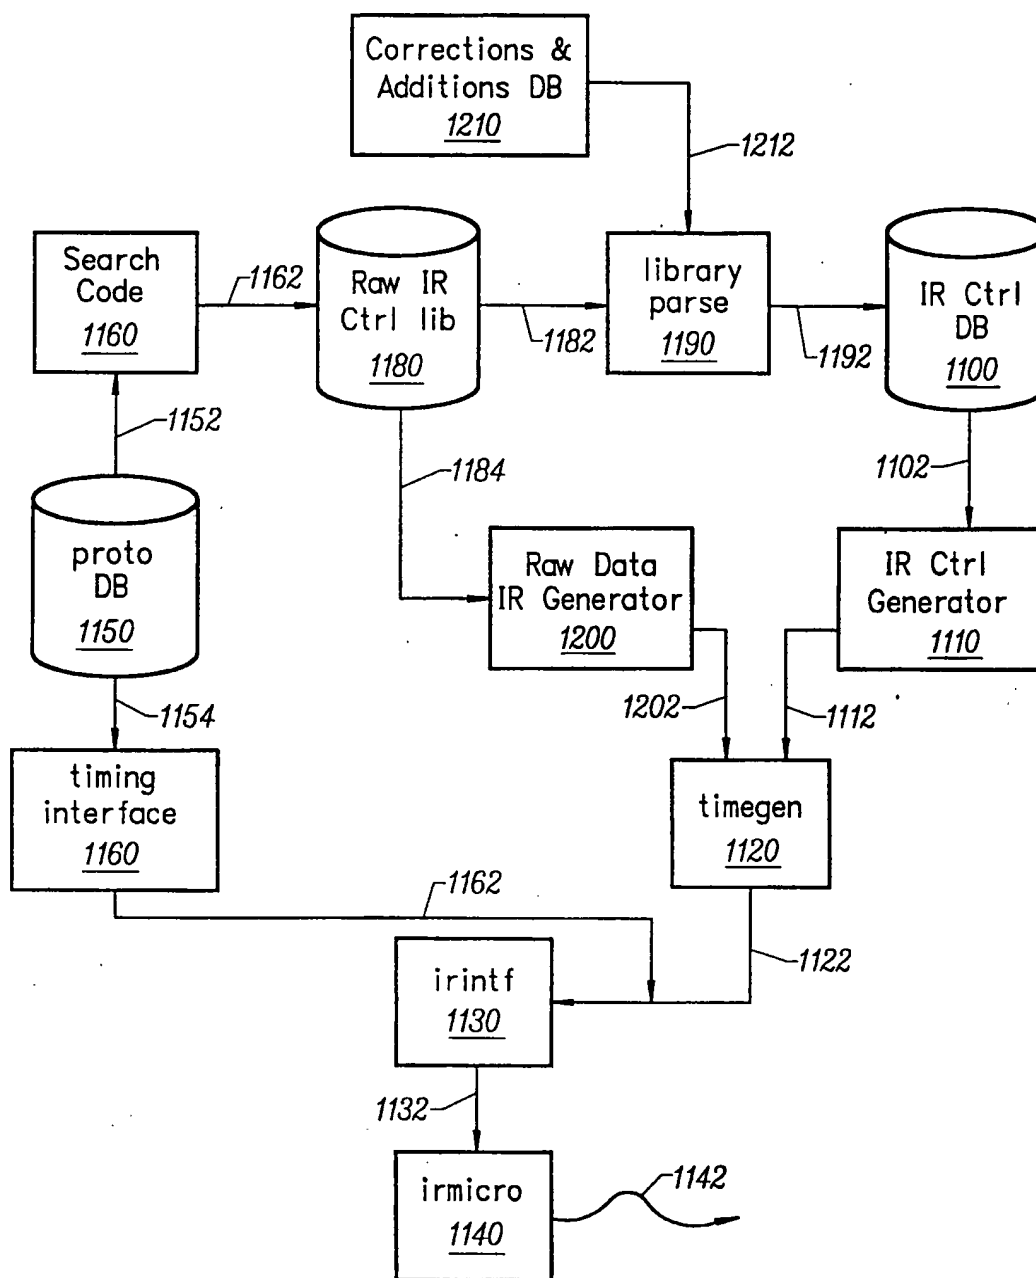 Corrections &
Additions DB
1210
1212
Search
Code
1160
1162
Raw IR
Ctrl lib
1180
1182
library
parse
1190
1192
IR Ctrl
DB
1100
1152
1184
1102
proto
DB
1150
Raw Data
IR Generator
1200
IR Ctrl
Generator
1110
1154
1202
1112
timing
interface
1160
timegen
1120
1162
1122
irintf
1130
1132
irmicro
1140
1142